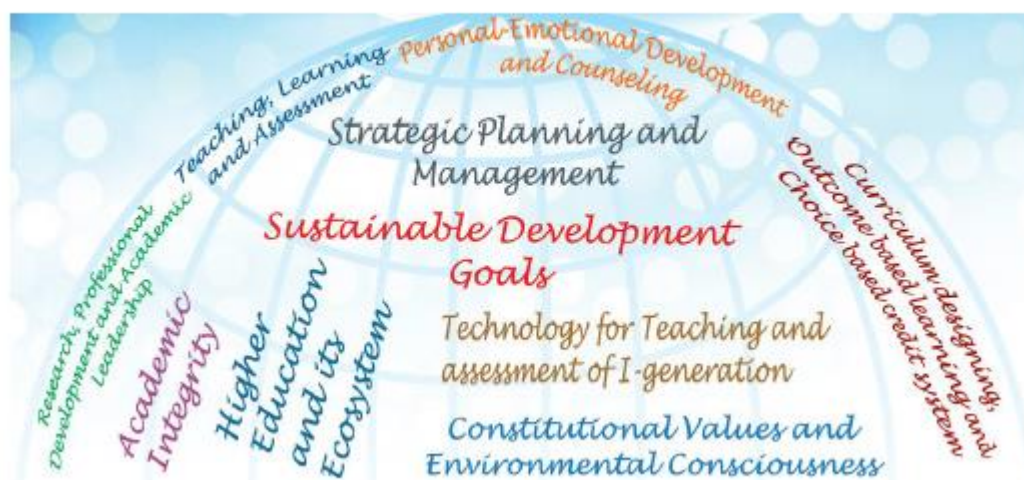 Personal-Emotional Development
and Counseling
Teaching, Learning
and Assessment
Strategic Planning and
Management
Curriculum designing,
Outcome based learning and
Choice based credit system
Research, Professional
Development and Academic
Leadership
Sustainable Development
Goals
Academic
Integrity
Higher
Education
and its
Ecosystem
Technology for Teaching and
assessment of I-generation
Constitutional Values and
Environmental Consciousness